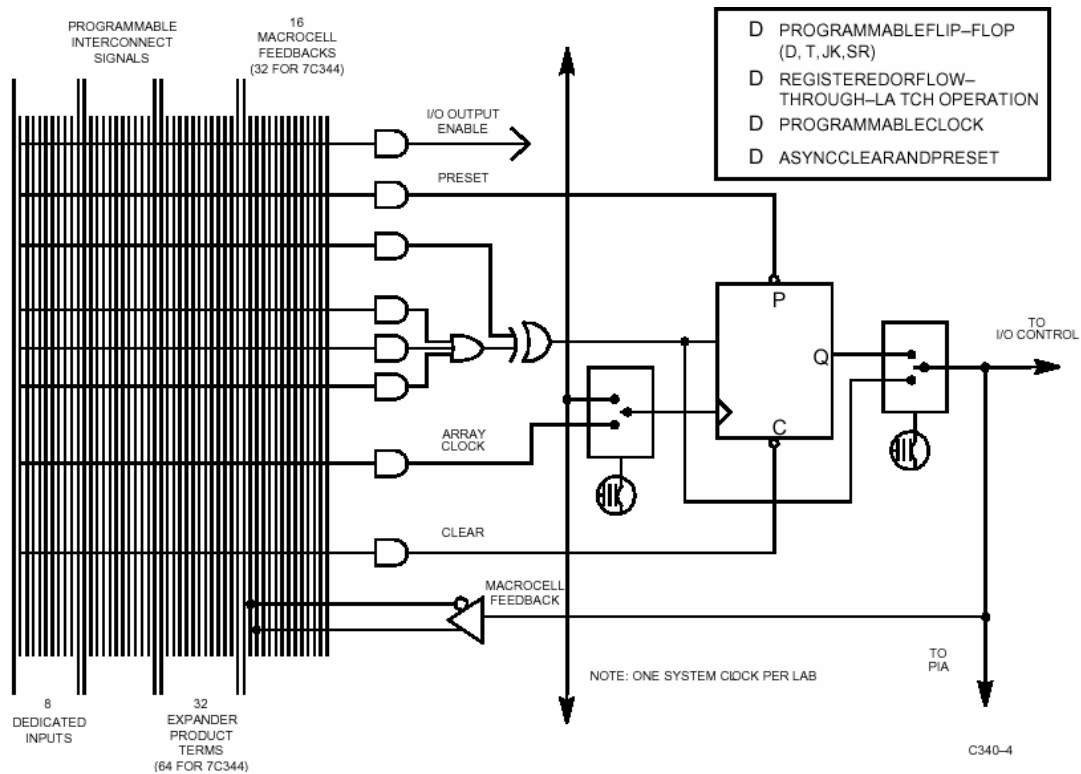 PROGRAMMABLE
INTERCONNECT
SIGNALS
16
MACROCELL
FEEDBACKS
(32 FOR 7C344)
D PROGRAMMABLEFLIP–FLOP
(D, T,JK,SR)
D REGISTEREDORFLOW–
THROUGH–LA TCH OPERATION
D PROGRAMMABLECLOCK
D ASYNCCLEARANDPRESET
I/O OUTPUT
ENABLE
PRESET
P
Q
C
TO
I/O CONTROL
ARRAY
CLOCK
CLEAR
MACROCELL
FEEDBACK
NOTE: ONE SYSTEM CLOCK PER LAB
TO
PIA
8
DEDICATED
INPUTS
32
EXPANDER
PRODUCT
TERMS
(64 FOR 7C344)
C340–4